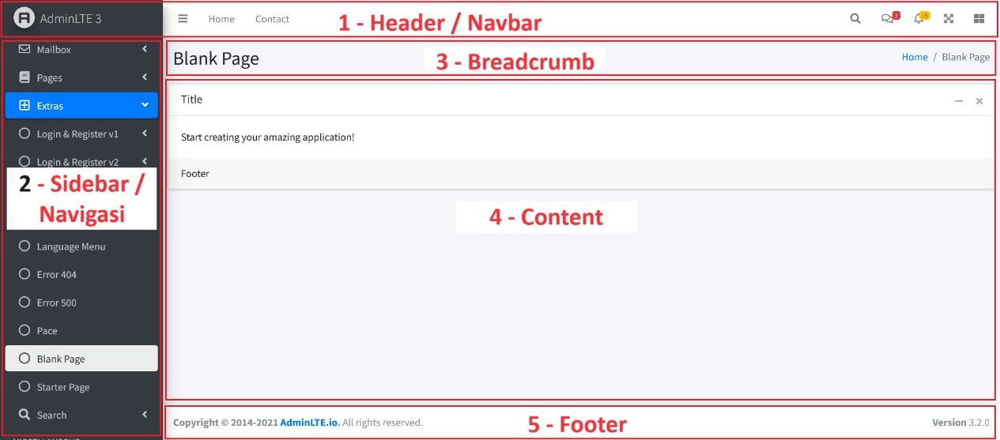 AdminLTE 3
Home Contact
3
15
1 - Header / Navbar
Mailbox
Pages
Extras
Login & Register v1
Login & Register v2
2 - Sidebar /
Navigasi
Language Menu
Error 404
Error 500
Pace
Blank Page
Starter Page
Search
Blank Page
3 - Breadcrumb
Home / Blank Page
Title
Start creating your amazing application!
Footer
4 - Content
Copyright © 2014-2021 AdminLTE.io. All rights reserved.
5 - Footer
Version 3.2.0